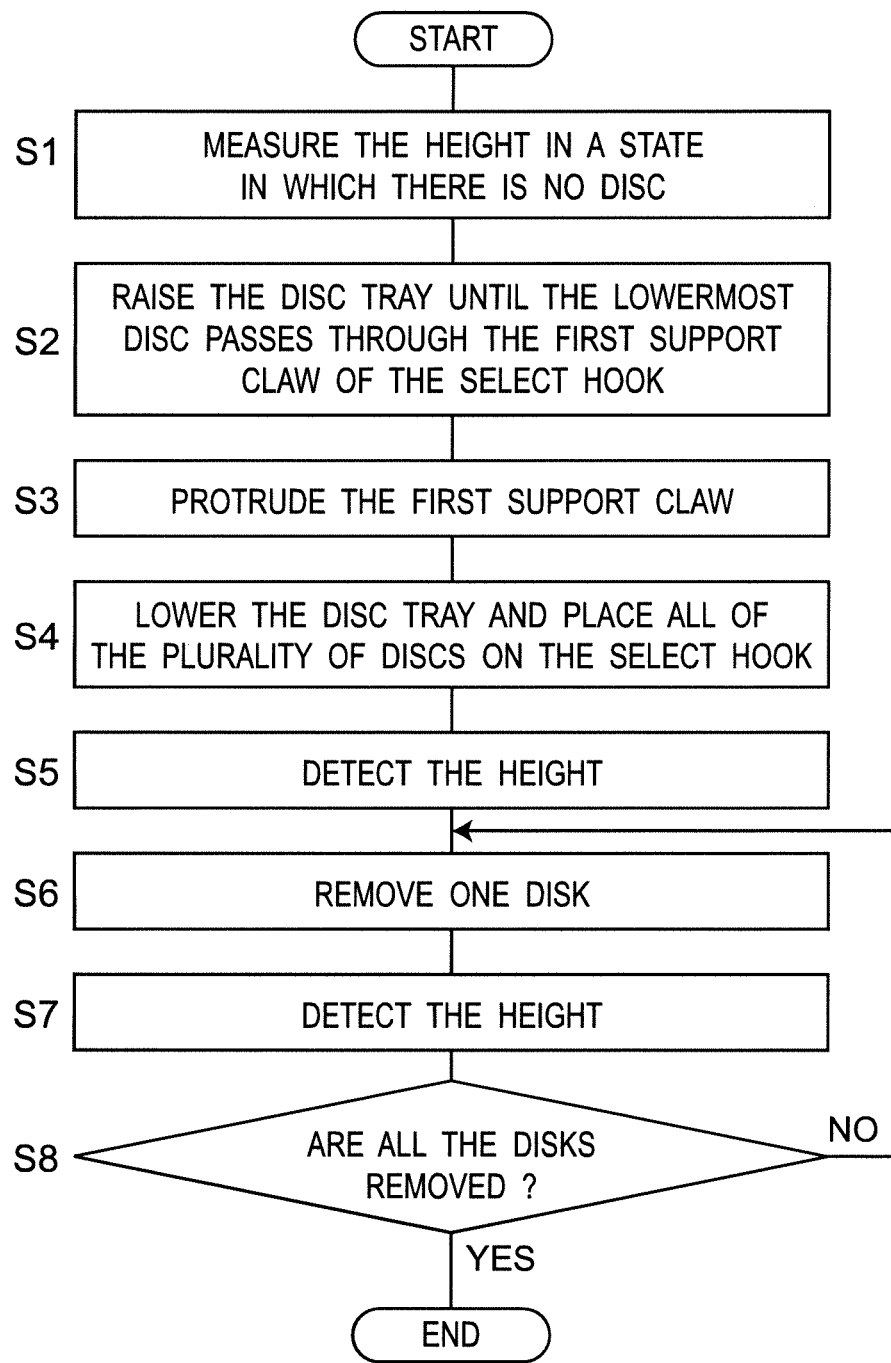 START
S1
MEASURE THE HEIGHT IN A STATE
IN WHICH THERE IS NO DISC
S2
RAISE THE DISC TRAY UNTIL THE LOWERMOST
DISC PASSES THROUGH THE FIRST SUPPORT
CLAW OF THE SELECT HOOK
S3
PROTRUDE THE FIRST SUPPORT CLAW
S4
LOWER THE DISC TRAY AND PLACE ALL OF
THE PLURALITY OF DISCS ON THE SELECT HOOK
S5
DETECT THE HEIGHT
S6
REMOVE ONE DISK
S7
DETECT THE HEIGHT
S8
ARE ALL THE DISKS
REMOVED ?
NO
YES
END